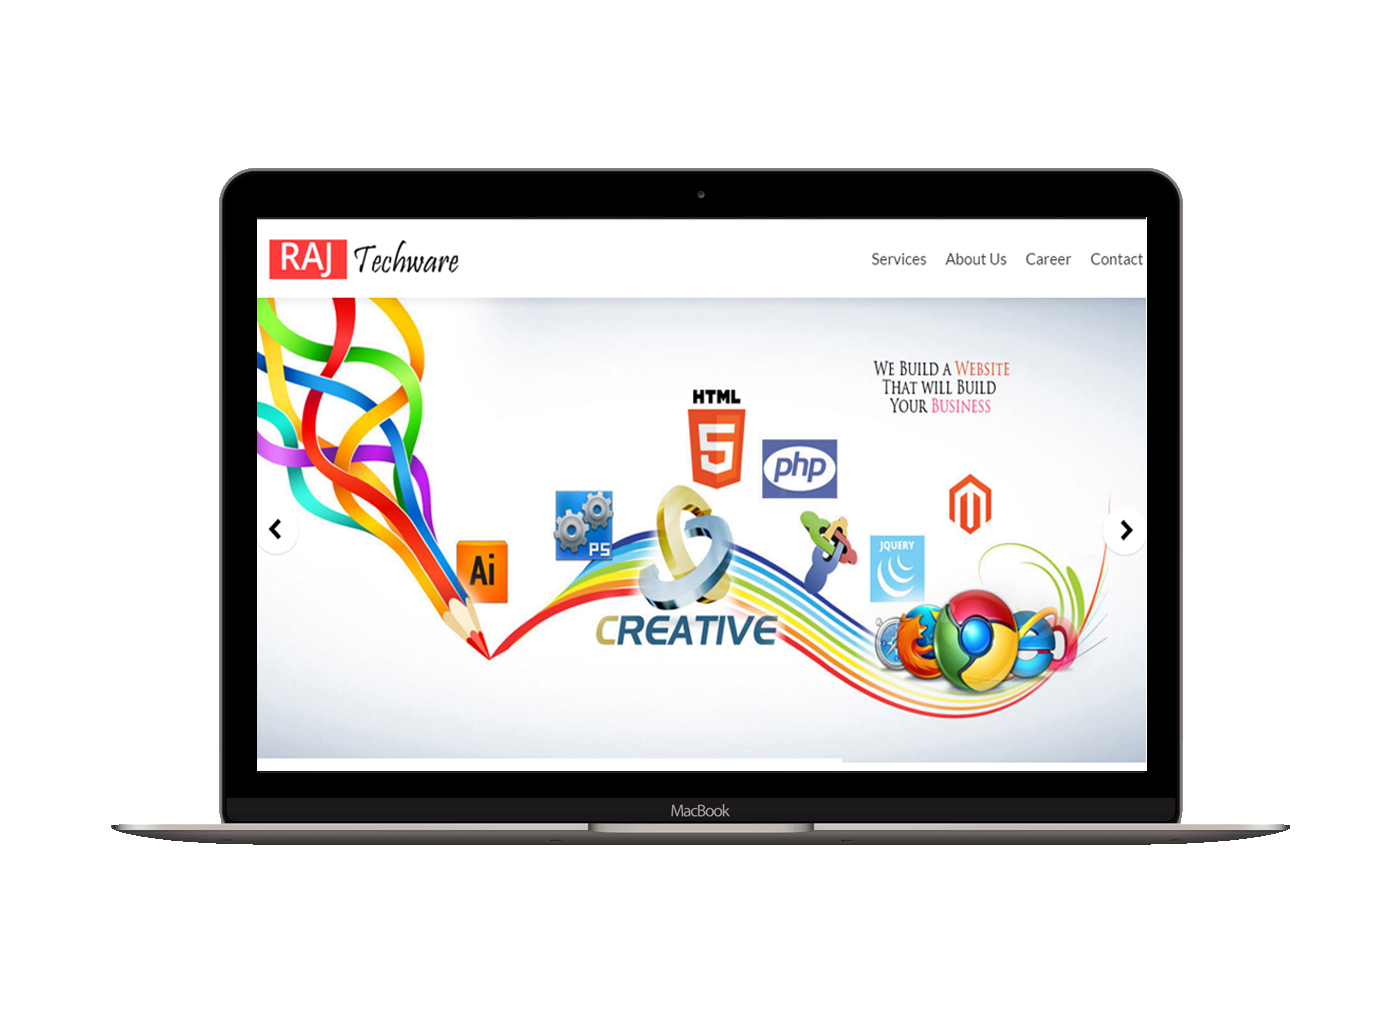 RAJ Techware
Services About Us Career Contact
WE BUILD A WEBSITE
THAT WILL BUILD
YOUR BUSINESS
HTML
5
php
PS
JQUERY
Ai
CREATIVE
MacBook